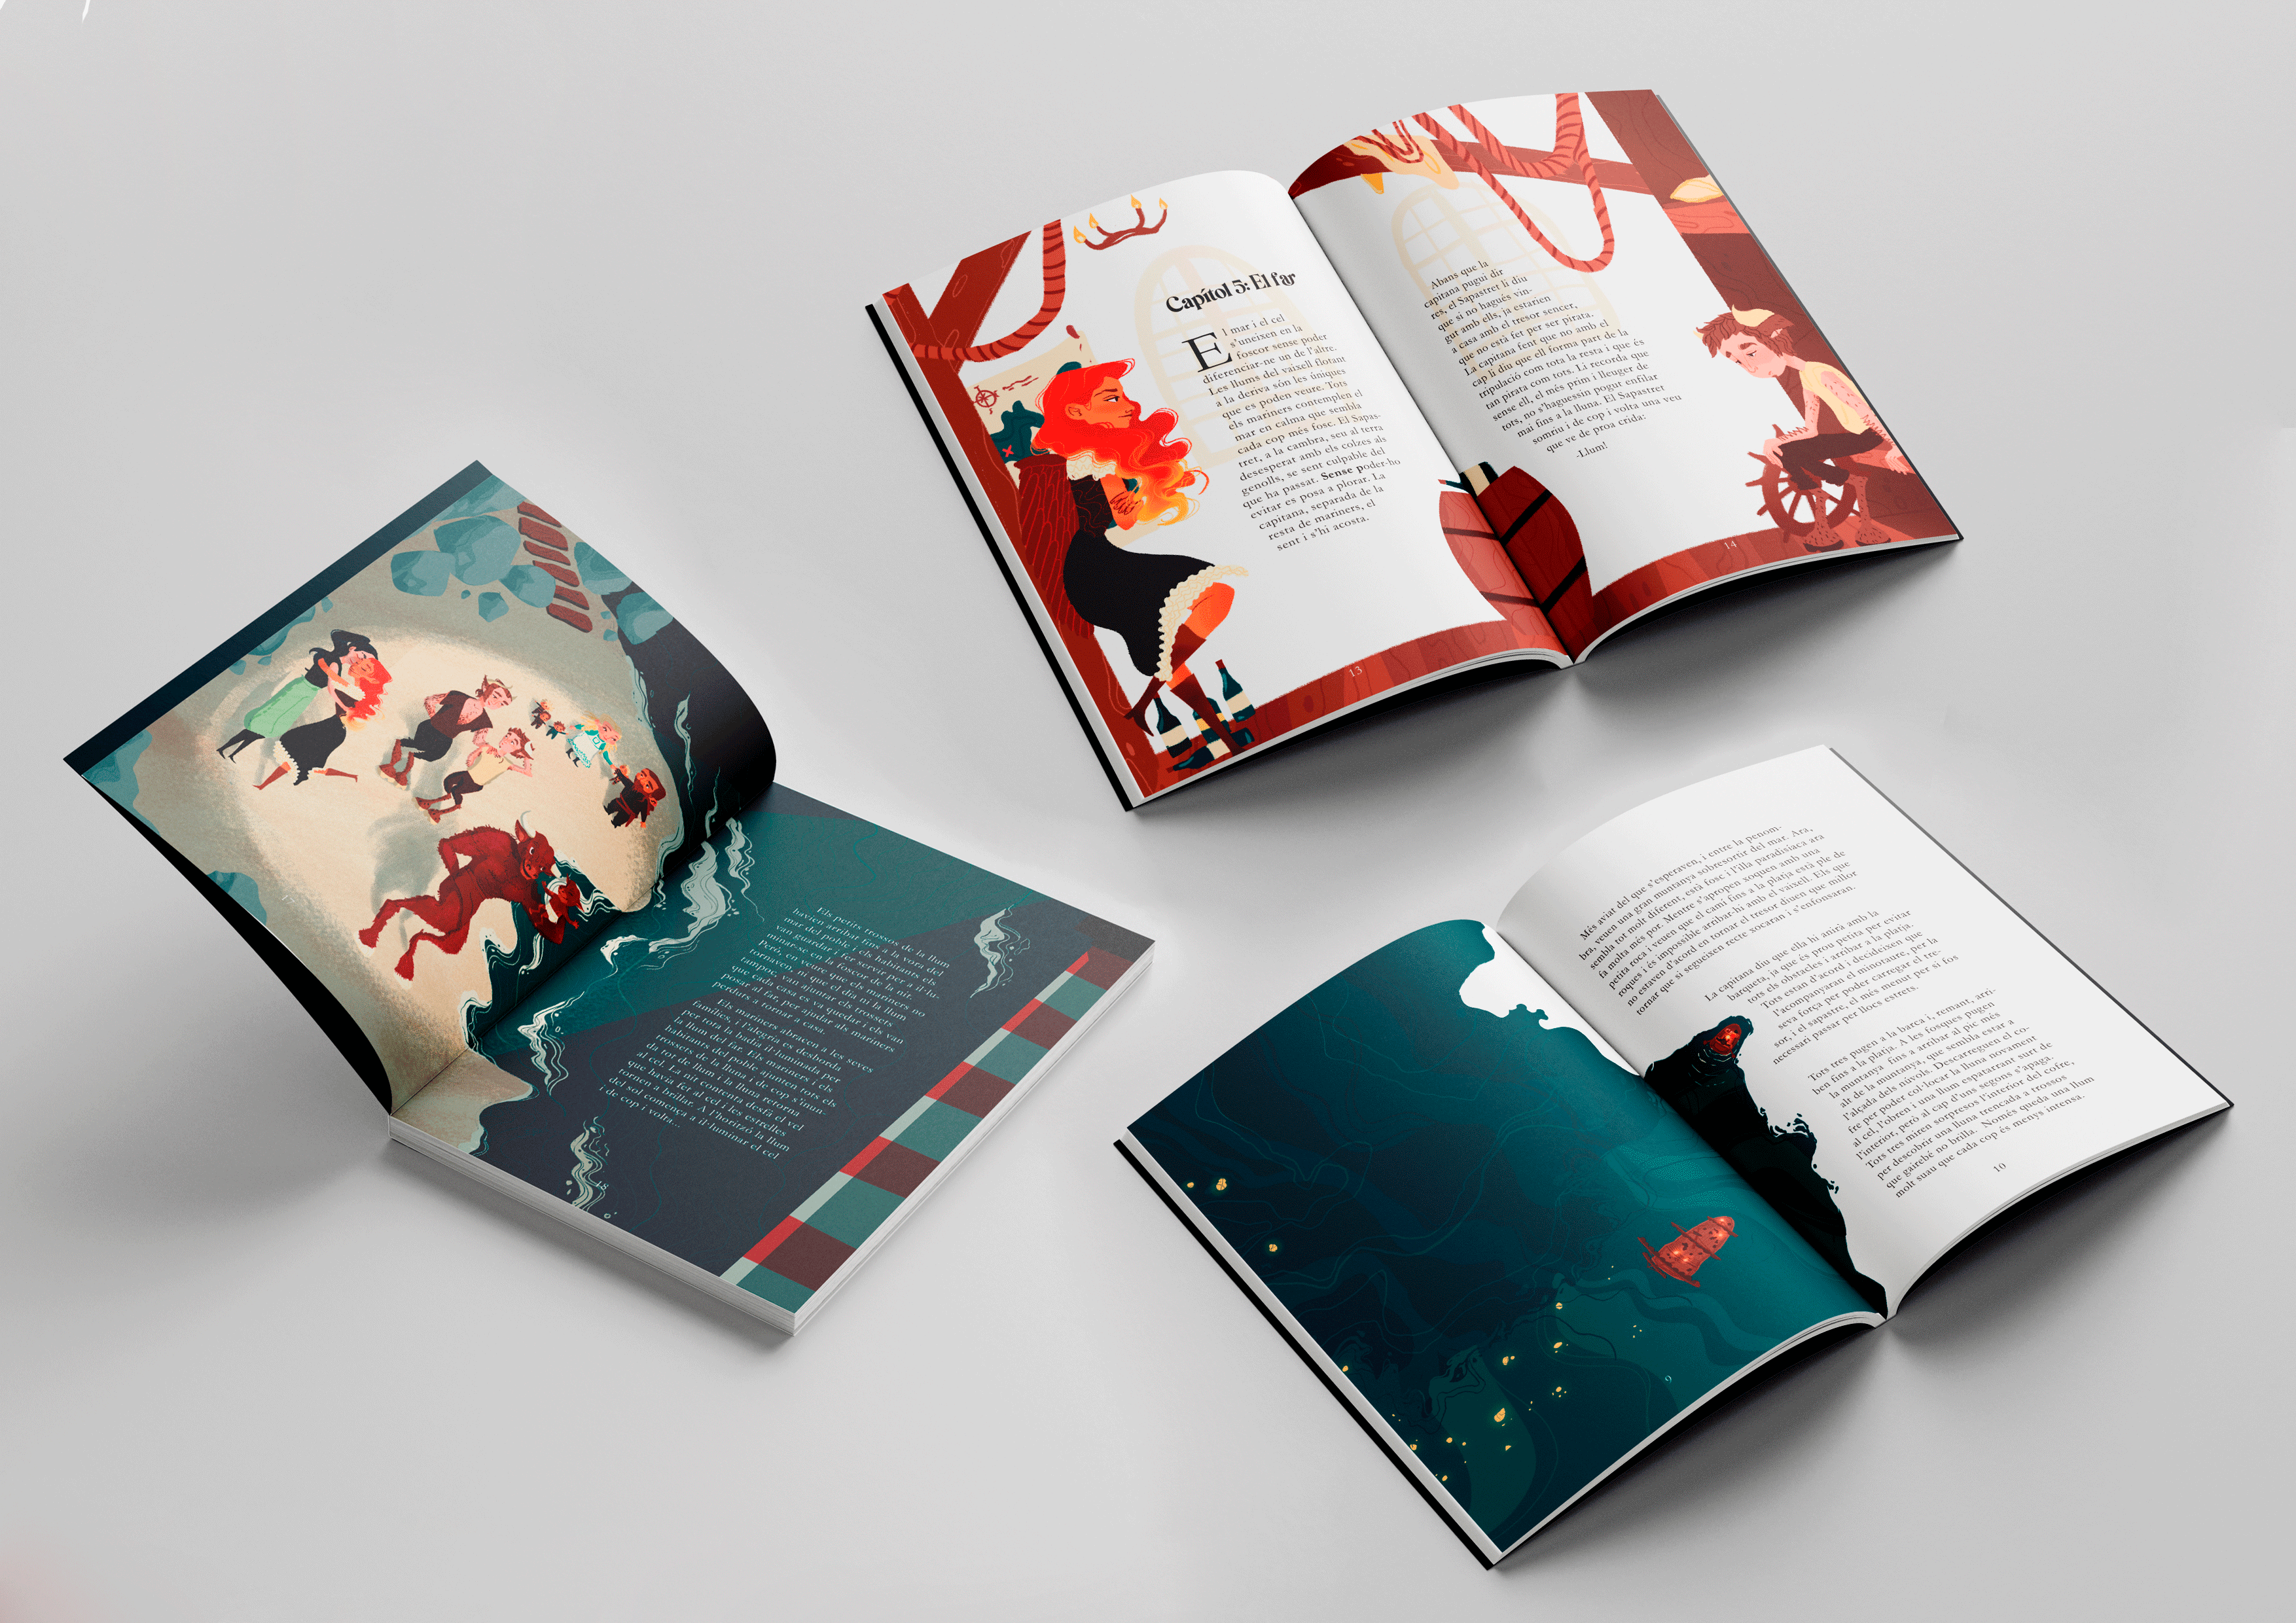 Capítol 5: El far
El mar i el cel
s'uneixen en la
foscor sense poder
diferenciar-ne un de l'altre.
Les llums del vaixell flotant
a la deriva són les úniques
que es poden veure. Tots
els mariners contemplen el
mar en calma que sembla
cada cop més fosc. El Sapas-
tret, a la cambra, seu al terra
desesperat amb els colzes als
genolls, se sent culpable del
que ha passat. Sense poder-ho
evitar es posa a plorar. La
capitana, separada de la
resta de mariners, el
sent i s'hi acosta.
13
Abans que la
capitana pugui dir
res, el Sapastret li diu
que si no hagués vin-
gut amb ells, ja estarien
a casa amb el tresor sencer,
que no està fet per ser pirata.
La capitana fent que no amb el
cap li diu que ell forma part de la
tripulació com tota la resta i que és
tan pirata com tots. Li recorda que
sense ell, el més prim i lleuger de
tots, no s'haguessin pogut enfilar
mai fins a la lluna. El Sapastret
somriu i de cop i volta una veu
que ve de proa crida:
-Llum!
14
Els petits trossos de la llum
havien arribat fins a la vora del
mar del poble i els habitants els
van guardar per servir per a il·lu-
minar-se en la foscor de la nit.
Però, en veure que els mariners no
tornaven, ni de dia ni la llum
tampoc, van ajuntar els trossets
que cada casa es va quedar i els van
posar al far, per ajudar als mariners
perduts a tornar a casa.
Els mariners abracen a les seves
famílies, i l'alegria es desborda
per tota la badia il·luminada per
la llum del far. Els mariners i els
habitants del poble ajunten tots els
trossets de la lluna i de cop s'inun-
da tot de llum i la lluna retorna
al cel. La nit contenta desfà el vel
que havia fet al cel i les estrelles
tornen a brillar. A l'horitzó la llum
del sol comença a il·luminar el cel
i de cop i volta...
18
9
Més aviat del que s'esperaven, i entre la penom-
bra, veuen una gran muntanya sobresortir del mar. Ara,
sembla tot molt diferent, està fosc i l'illa paradisíaca ara
fa molta més por. Mentre s'apropen xoquen amb una
petita roca i veuen que el camí fins a la platja està ple de
roques i és impossible arribar-hi amb el vaixell. Els que
no estaven d'acord en tornar el tresor diuen que millor
tornar que si segueixen recte xocaran i s'enfonsaran.
La capitana diu que ella hi anirà amb la
barqueta, ja que és prou petita per evitar
tots els obstacles i arribar a la platja.
Tots estan d'acord i decideixen que
l'acompanyaran el minotaure, per la
seva força per poder carregar el tre-
sor, i el sapastre, el més menut per si fos
necessari passar per llocs estrets.
Tots tres pugen a la barca i, remant, arri-
ben fins a la platja. A les fosques pugen
la muntanya fins a arribar al pic més
alt de la muntanya, que sembla estar a
l'alçada dels núvols. Descarreguen el co-
fre per poder col·locar la lluna novament
al cel, l'obren i una llum espatarrant surt de
l'interior, però al cap d'uns segons s'apaga.
Tots tres miren sorpresos l'interior del cofre,
per descobrir una lluna trencada a trossos
que gairebé no brilla. Només queda una llum
molt suau que cada cop és menys intensa.
10